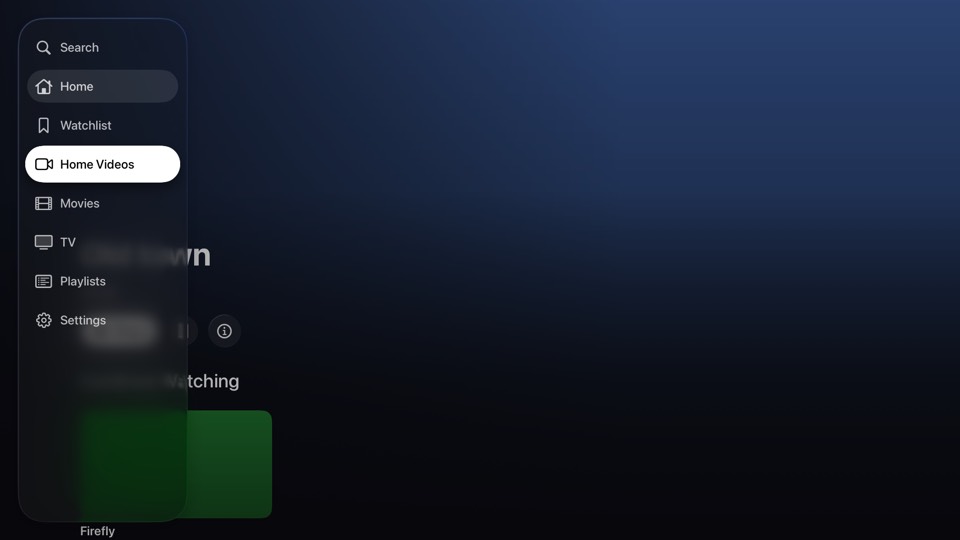 Search
Home
Watchlist
Home Videos
Movies
TV
Playlists
Settings
Firefly